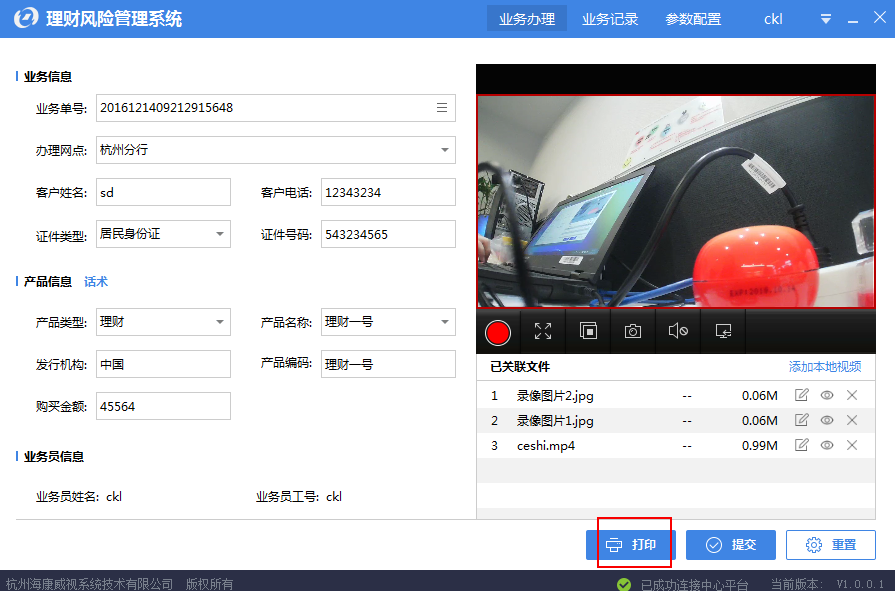 理财风险管理系统 业务办理 业务记录 参数配置 ckl
业务信息
业务单号: 2016121409212915648
办理网点: 杭州分行
客户姓名: sd 客户电话: 12343234
证件类型: 居民身份证 证件号码: 543234565
产品信息 话术
产品类型: 理财 产品名称: 理财一号
发行机构: 中国 产品编码: 理财一号
购买金额: 45564
业务员信息
业务员姓名: ckl 业务员工号: ckl
已关联文件 添加本地视频
1 录像图片2.jpg -- 0.06M
2 录像图片1.jpg -- 0.06M
3 ceshi.mp4 -- 0.99M
打印 提交 重置
杭州海康威视系统技术有限公司 版权所有 已成功连接中心平台 当前版本: V1.0.0.1